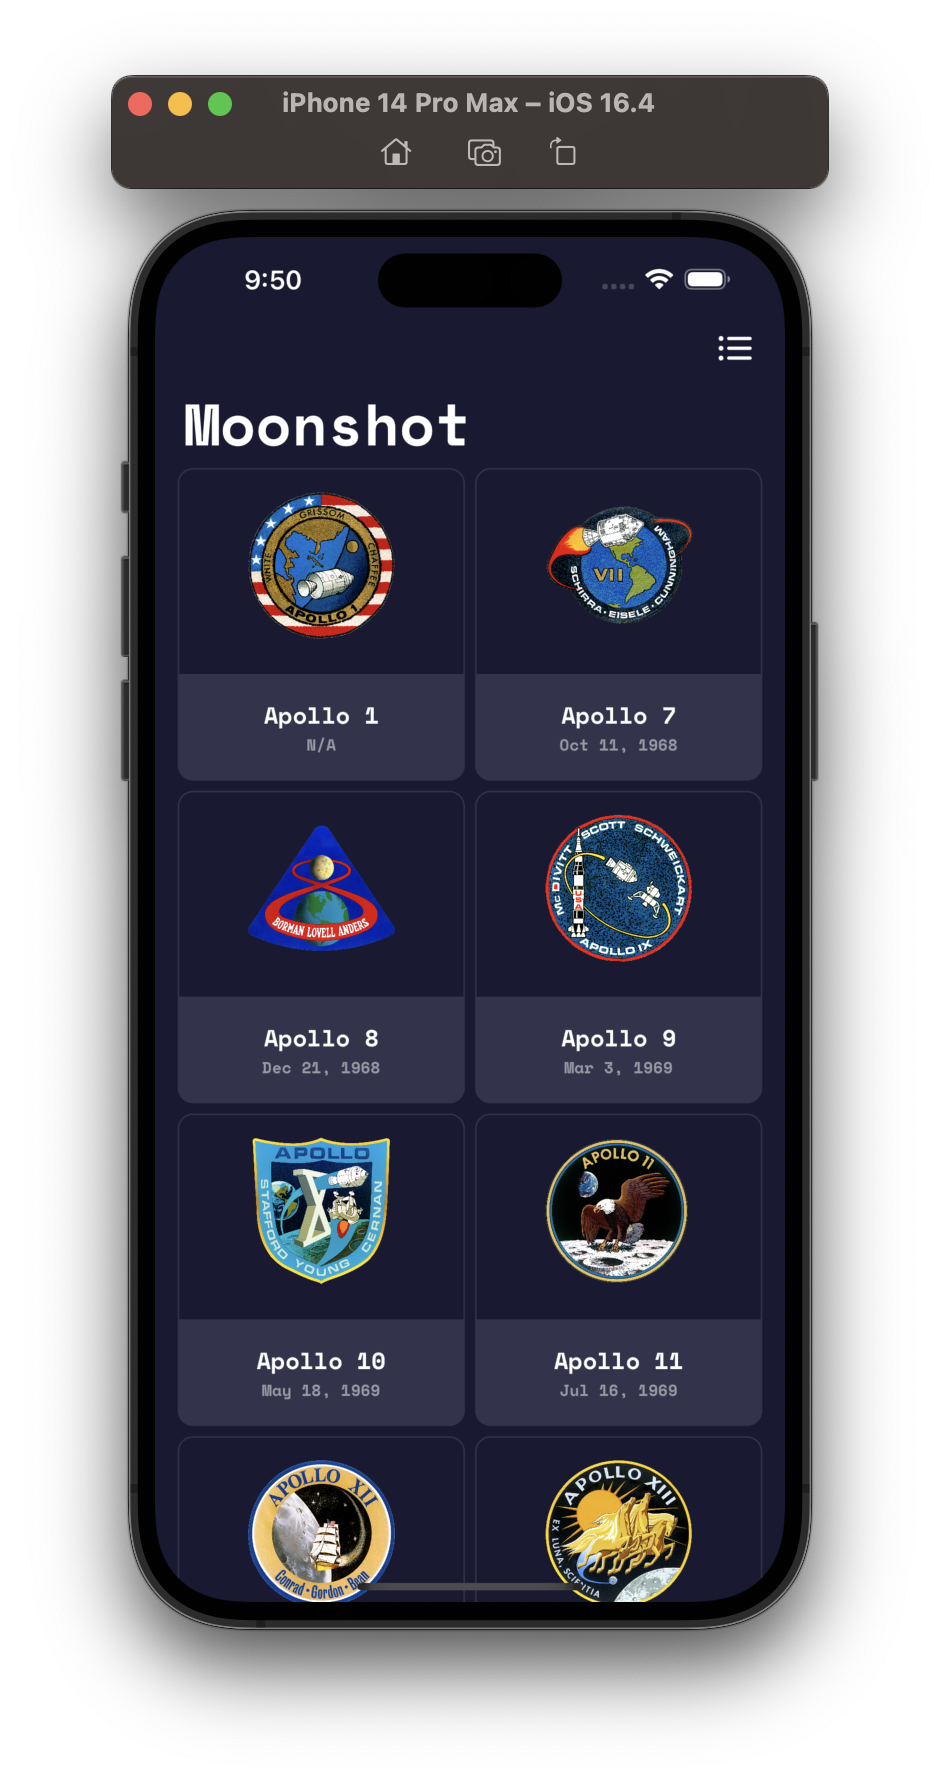 iPhone 14 Pro Max – iOS 16.4
9:50
Moonshot
GRISSOM
WHITE
CHAFFEE
APOLLO 1
VII
SCHIRRA • EISELE • CUNNINGHAM
Apollo 1
Apollo 7
N/A
Oct 11, 1968
BORMAN LOVELL ANDERS
McDIVITT SCOTT SCHWEICKART
USA
APOLLO IX
Apollo 8
Apollo 9
Dec 21, 1968
Mar 3, 1969
APOLLO
X
STAFFORD YOUNG CERNAN
APOLLO 11
Apollo 10
Apollo 11
May 18, 1969
Jul 16, 1969
APOLLO XII
Conrad • Gordon • Bean
APOLLO XIII
EX LUNA, SCIENTIA